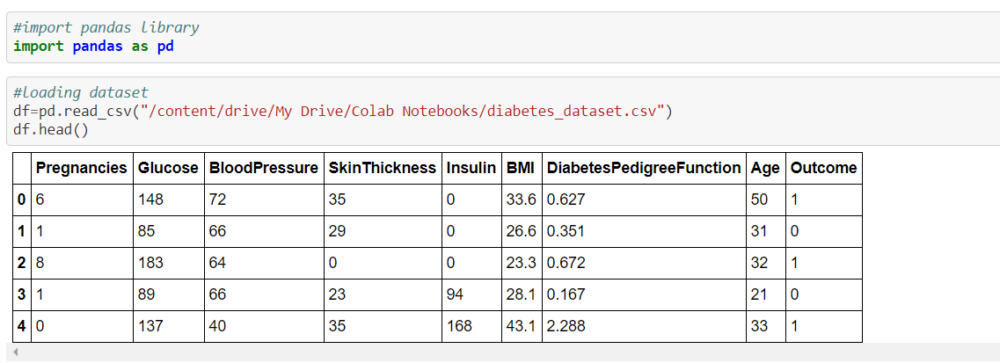 #import pandas library
import pandas as pd
#loading dataset
df=pd.read_csv("/content/drive/My Drive/Colab Notebooks/diabetes_dataset.csv")
df.head()
Pregnancies Glucose BloodPressure SkinThickness Insulin BMI DiabetesPedigreeFunction Age Outcome
0 6 148 72 35 0 33.6 0.627 50 1
1 1 85 66 29 0 26.6 0.351 31 0
2 8 183 64 0 0 23.3 0.672 32 1
3 1 89 66 23 94 28.1 0.167 21 0
4 0 137 40 35 168 43.1 2.288 33 1